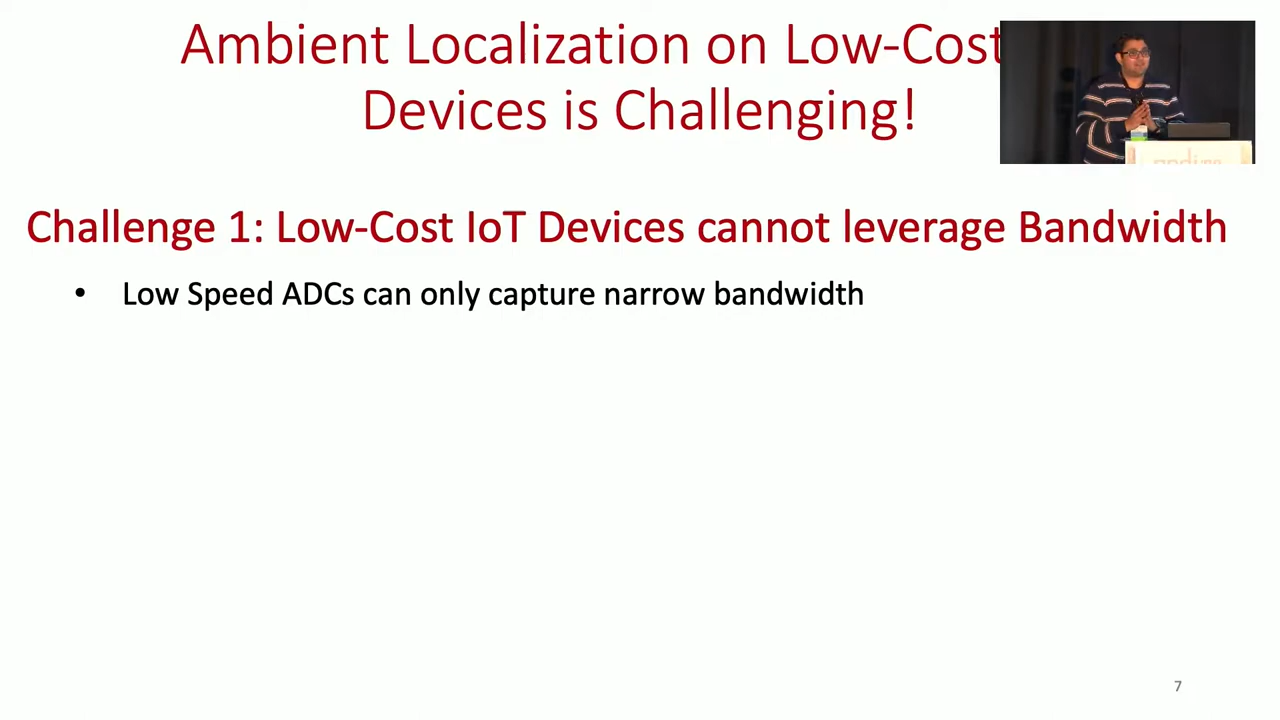 Ambient Localization on Low-Cost
Devices is Challenging!
Challenge 1: Low-Cost IoT Devices cannot leverage Bandwidth
• Low Speed ADCs can only capture narrow bandwidth
7